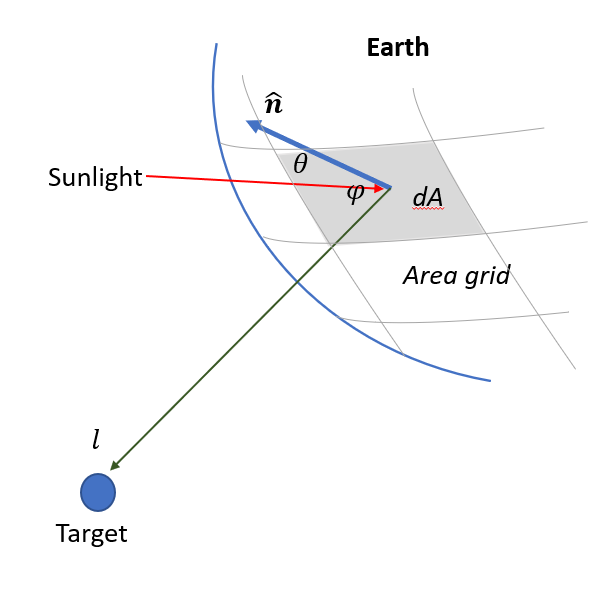 Earth
n̂
θ
Sunlight
φ
dA
Area grid
l
Target